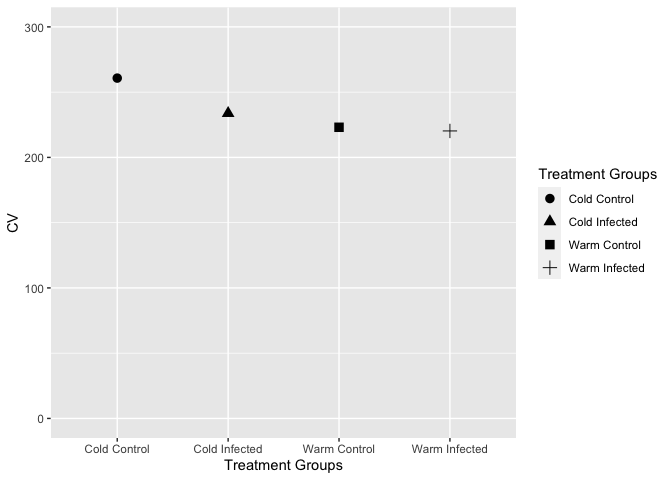 300
200
100
0
CV
Cold Control
Cold Infected
Warm Control
Warm Infected
Treatment Groups
Treatment Groups
Cold Control
Cold Infected
Warm Control
Warm Infected